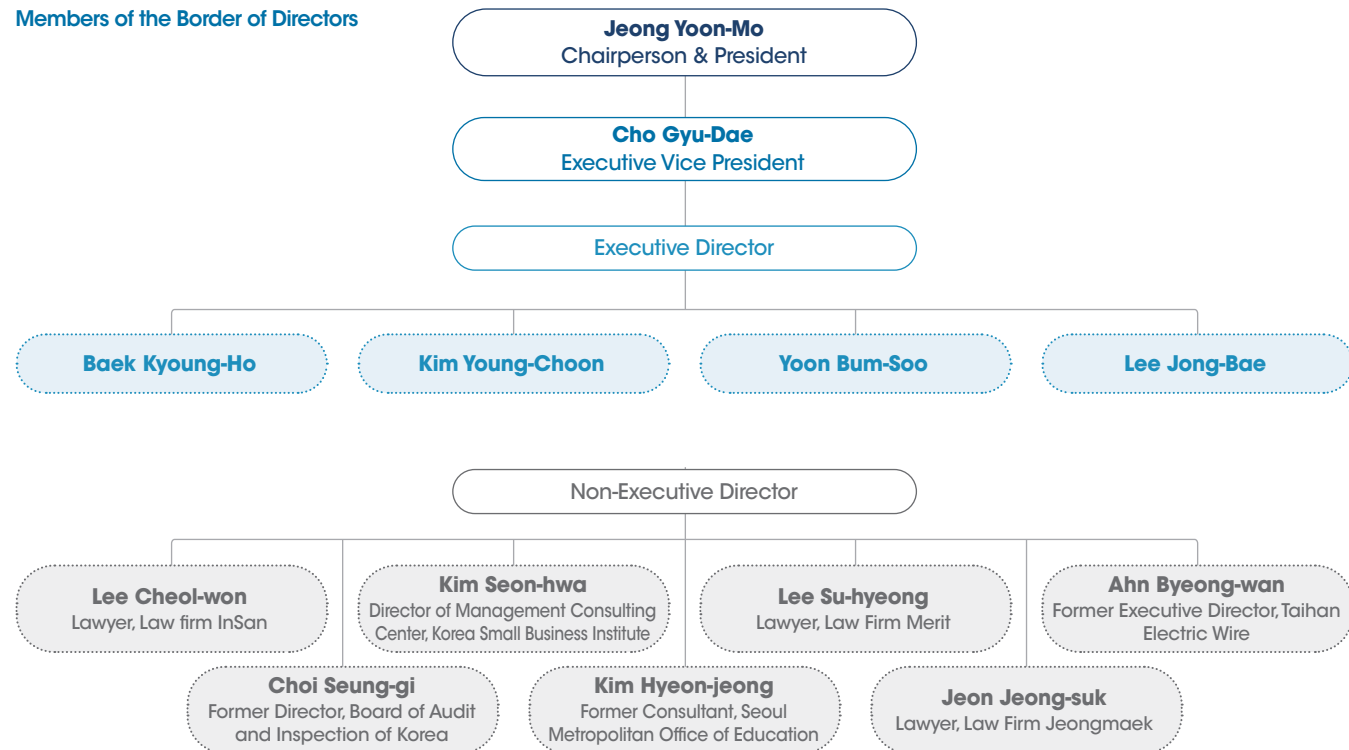 Members of the Border of Directors
Jeong Yoon-Mo
Chairperson & President
Cho Gyu-Dae
Executive Vice President
Executive Director
Baek Kyoung-Ho
Kim Young-Choon
Yoon Bum-Soo
Lee Jong-Bae
Non-Executive Director
Lee Cheol-won
Lawyer, Law firm InSan
Kim Seon-hwa
Director of Management Consulting
Center, Korea Small Business Institute
Lee Su-hyeong
Lawyer, Law Firm Merit
Ahn Byeong-wan
Former Executive Director, Taihan
Electric Wire
Choi Seung-gi
Former Director, Board of Audit
and Inspection of Korea
Kim Hyeon-jeong
Former Consultant, Seoul
Metropolitan Office of Education
Jeon Jeong-suk
Lawyer, Law Firm Jeongmaek